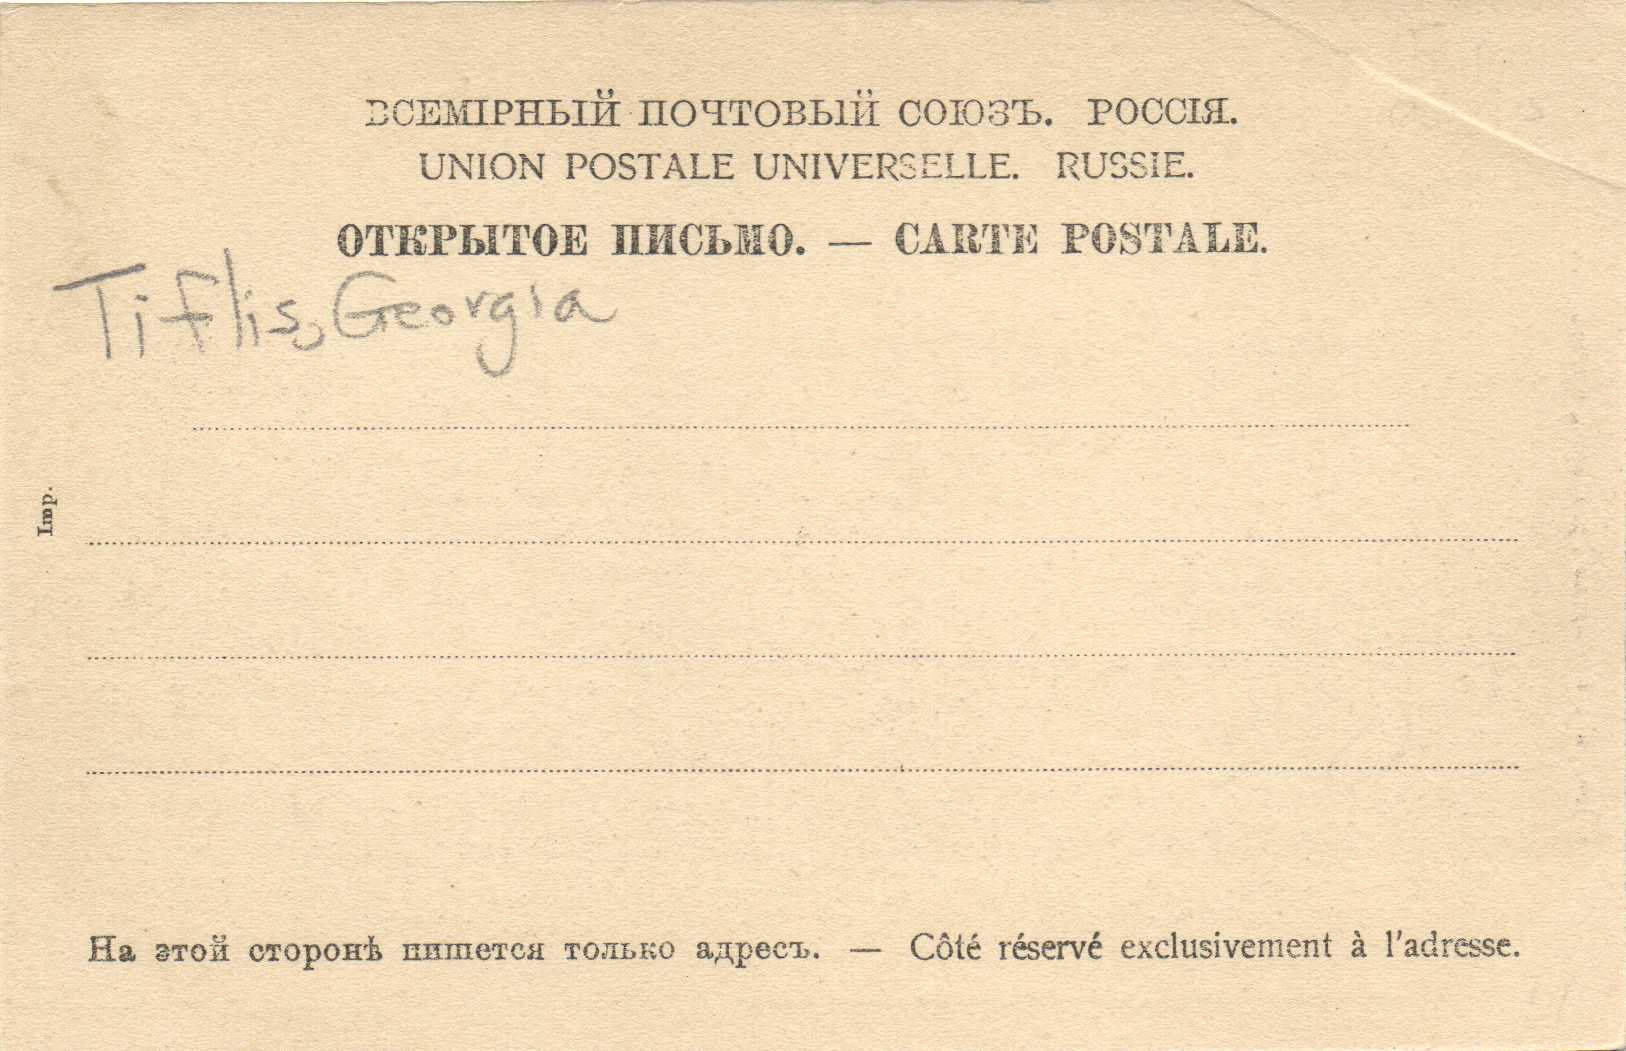 ВСЕМІРНЫЙ ПОЧТОВЫЙ СОЮЗЪ. РОССІЯ.
UNION POSTALE UNIVERSELLE. RUSSIE.
ОТКРЫТОЕ ПИСЬМО. — CARTE POSTALE.
Tiflis, Georgia
Imp.
На этой сторонѣ пишется только адресъ. — Côté réservé exclusivement à l'adresse.